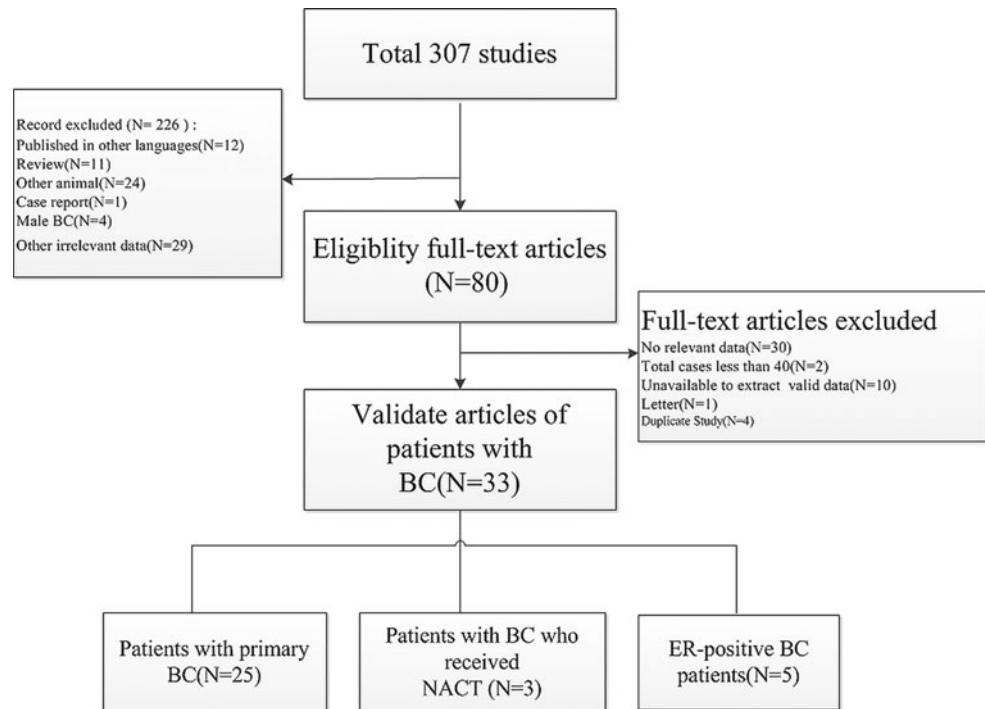 Total 307 studies
Record excluded (N= 226 ) :
Published in other languages(N=12)
Review(N=11)
Other animal(N=24)
Case report(N=1)
Male BC(N=4)
Other irrelevant data(N=29)
Eligiblity full-text articles
(N=80)
Full-text articles excluded
No relevant data(N=30)
Total cases less than 40(N=2)
Unavailable to extract valid data(N=10)
Letter(N=1)
Duplicate Study(N=4)
Validate articles of
patients with
BC(N=33)
Patients with primary
BC(N=25)
Patients with BC who
received
NACT (N=3)
ER-positive BC
patients(N=5)